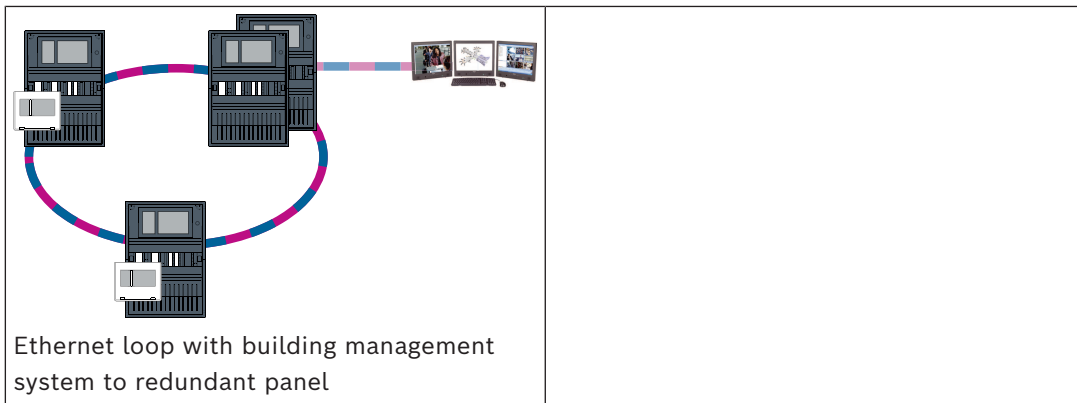 Ethernet loop with building management
system to redundant panel